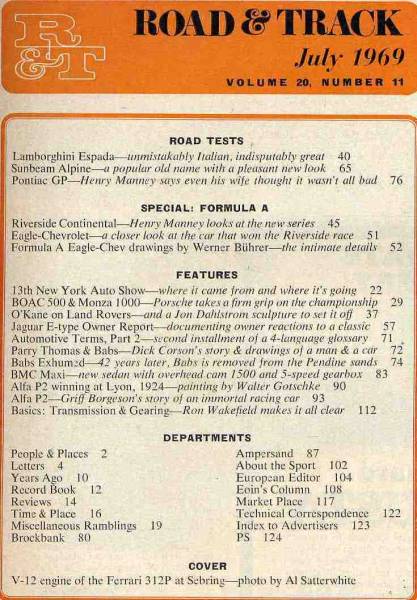 R&T
ROAD & TRACK
July 1969
VOLUME 20, NUMBER 11
ROAD TESTS
Lamborghini Espada—unmistakably Italian, indisputably great 40
Sunbeam Alpine—a popular old name with a pleasant new look 65
Pontiac GP—Henry Manney says even his wife thought it wasn't all bad 76
SPECIAL: FORMULA A
Riverside Continental—Henry Manney looks at the new series 45
Eagle-Chevrolet—a closer look at the car that won the Riverside race 51
Formula A Eagle-Chev drawings by Werner Bührer—the intimate details 52
FEATURES
13th New York Auto Show—where it came from and where it's going 22
BOAC 500 & Monza 1000—Porsche takes a firm grip on the championship 29
O'Kane on Land Rovers—and a Jon Dahlstrom sculpture to set it off 37
Jaguar E-type Owner Report—documenting owner reactions to a classic 57
Automotive Terms, Part 2—second installment of a 4-language glossary 71
Parry Thomas & Babs—Dick Corson's story & drawings of a man & a car 72
Babs Exhumed—42 years later, Babs is removed from the Pendine sands 74
BMC Maxi—new sedan with overhead cam 1500 and 5-speed gearbox 83
Alfa P2 winning at Lyon, 1924—painting by Walter Gotschke 90
Alfa P2—Griff Borgeson's story of an immortal racing car 93
Basics: Transmission & Gearing—Ron Wakefield makes it all clear 112
DEPARTMENTS
People & Places 2
Letters 4
Years Ago 10
Record Book 12
Reviews 14
Time & Place 16
Miscellaneous Ramblings 19
Brockbank 80
Ampersand 87
About the Sport 102
European Editor 104
Eoin's Column 108
Market Place 117
Technical Correspondence 122
Index to Advertisers 123
PS 124
COVER
V-12 engine of the Ferrari 312P at Sebring—photo by Al Satterwhite